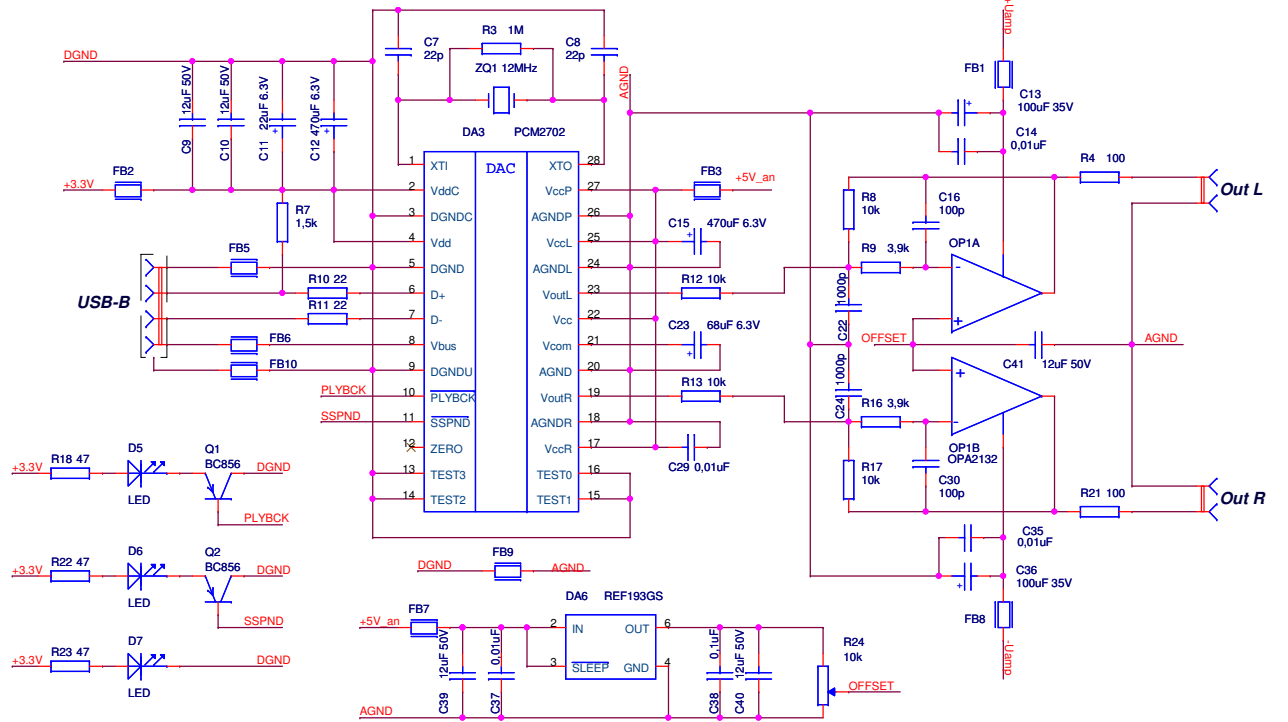 +Uamp
C7
22p
R3 1M
C8
22p
DGND
ZQ1 12MHz
AGND
FB1
C13
100uF 35V
C14
0,01uF
12uF 50V
12uF 50V
22uF 6.3V
470uF 6.3V
C9
C10
C11
C12
DA3 PCM2702
DAC
FB2
+3.3V
R7
1,5k
1 XTI XTO 28
2 VddC VccP 27
3 DGNDC AGNDP 26
4 Vdd VccL 25
5 DGND AGNDL 24
6 D+ VoutL 23
7 D- Vcc 22
8 Vbus Vcom 21
9 DGNDU AGND 20
10 PLYBCK VoutR 19
11 SSPND AGNDR 18
12 ZERO VccR 17
13 TEST3 TEST0 16
14 TEST2 TEST1 15
FB3
+5V_an
C15 470uF 6.3V
R12 10k
C23 68uF 6.3V
R13 10k
C29 0,01uF
R8
10k
C16
100p
R4 100
Out L
R9 3,9k
OP1A
-
+
1000p
C22
OFFSET
C41 12uF 50V
AGND
1000p
C24
R16 3,9k
+
-
OP1B
OPA2132
R17
10k
C30
100p
R21 100
Out R
C35
0,01uF
C36
100uF 35V
FB8
-Uamp
USB-B
FB5
R10 22
R11 22
FB6
FB10
PLYBCK
SSPND
+3.3V
R18 47
D5
LED
Q1
BC856
DGND
PLYBCK
+3.3V
R22 47
D6
LED
Q2
BC856
DGND
SSPND
+3.3V
R23 47
D7
LED
DGND
DGND
FB9
AGND
DA6 REF193GS
+5V_an
FB7
2 IN OUT 6
3 SLEEP GND 4
12uF 50V
C39
0,01uF
C37
0,1uF
C38
12uF 50V
C40
R24
10k
OFFSET
AGND